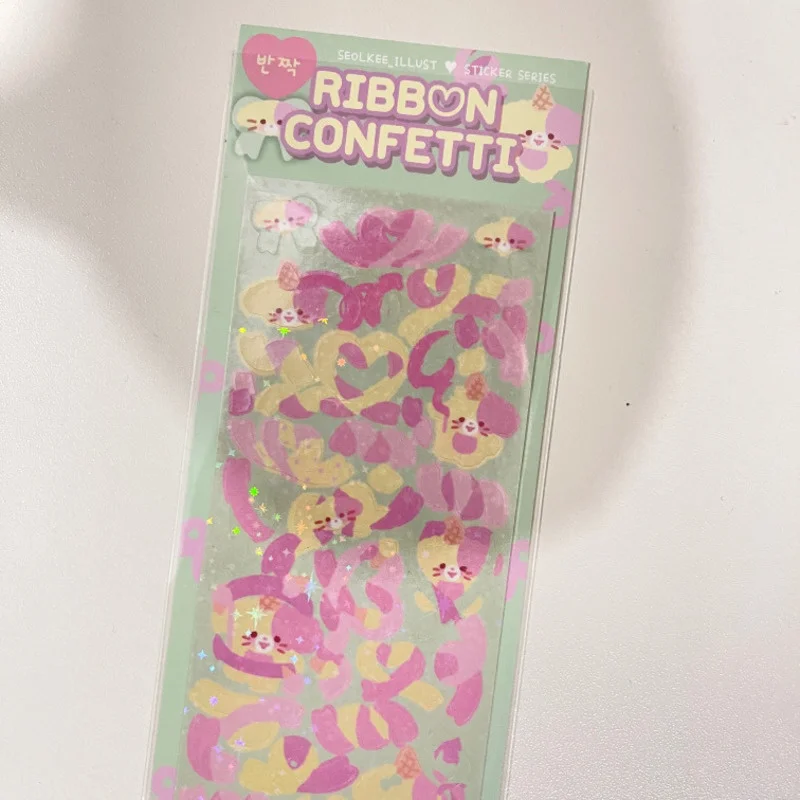 반짝
SEOLKEE_ILLUST ♥ STICKER SERIES
RIBBON
CONFETTI